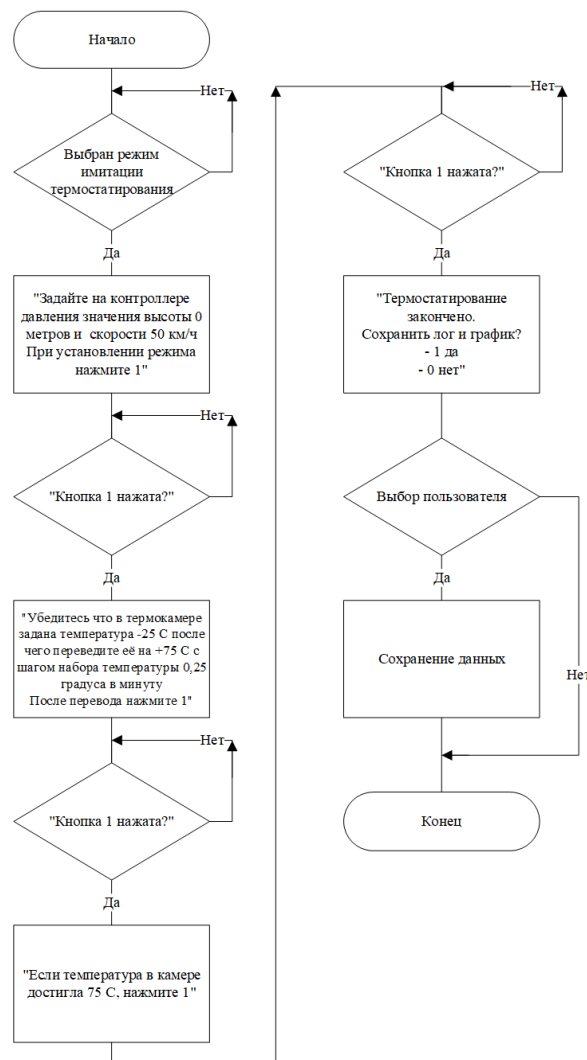 Начало
Нет
Выбран режим
имитации
термостатирования
Да
"Задайте на контроллере
давления значения высоты 0
метров и скорости 50 км/ч
При установлении режима
нажмите 1"
Нет
"Кнопка 1 нажата?"
Да
"Убедитесь что в термокамере
задана температура -25 С после
чего переведите её на +75 С с
шагом набора температуры 0,25
градуса в минуту
После перевода нажмите 1"
Нет
"Кнопка 1 нажата?"
Да
"Если температура в камере
достигла 75 С, нажмите 1"
Нет
"Кнопка 1 нажата?"
Да
"Термостатирование
закончено.
Сохранить лог и график?
- 1 да
- 0 нет"
Выбор пользователя
Да
Сохранение данных
Нет
Конец